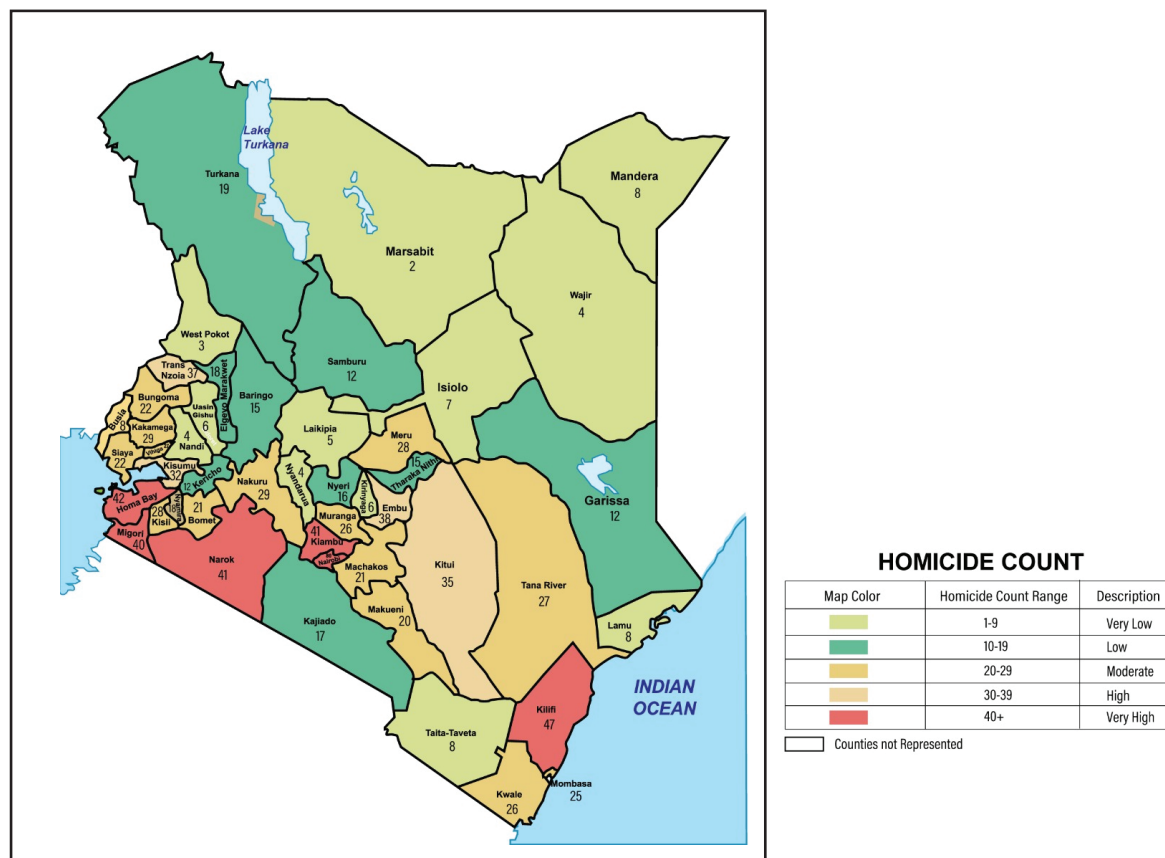 Lake
Turkana
Turkana
19
Mandera
8
Marsabit
2
Wajir
4
West Pokot
3
Samburu
12
Trans
Nzoia
37
18
Elgeyo Marakwet
Baringo
15
Isiolo
7
Bungoma
22
Uasin
Gishu
6
Busia
8
Kakamega
29
4
Nandi
Laikipia
5
Meru
28
Siaya
22
Vihiga
Kisumu
32
12
Kericho
15
Tharaka Nithi
Nakuru
29
4
Nyandarua
Nyeri
16
Kirinyaga
6
Embu
38
Garissa
12
42
Homa Bay
28
Kisii
18
Nyamira
21
Bomet
Muranga
26
41
Kiambu
Nairobi
Migori
40
Narok
41
Machakos
21
Kitui
35
Tana River
27
Makueni
20
Kajiado
17
Lamu
8
Kilifi
47
INDIAN
OCEAN
Taita-Taveta
8
Kwale
26
Mombasa
25
HOMICIDE COUNT
Map Color Homicide Count Range Description
1-9 Very Low
10-19 Low
20-29 Moderate
30-39 High
40+ Very High
Counties not Represented